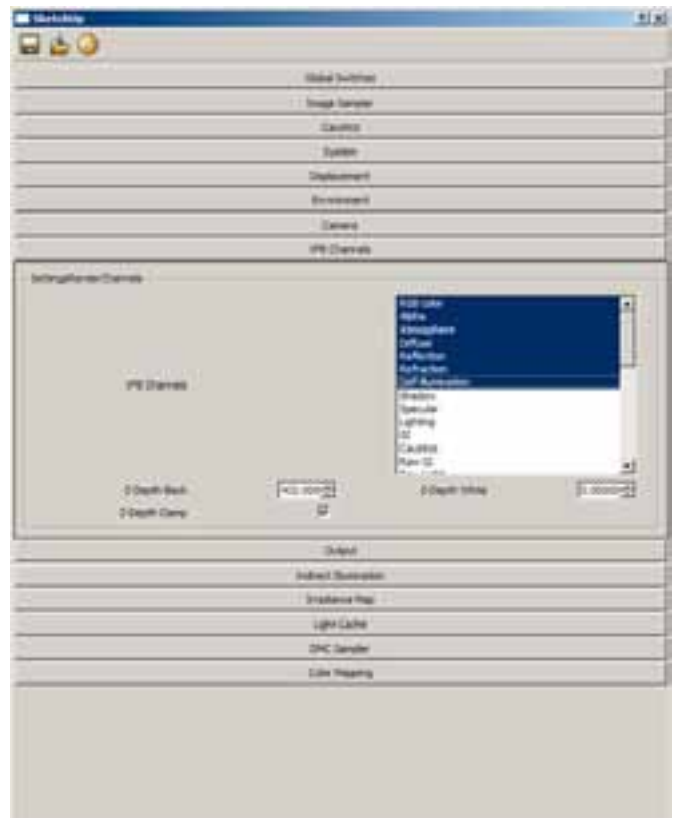 SketchUp
Global Switches
Image Sampler
Caustics
System
Displacement
Environment
Camera
VFB Channels
Settings/Render Channels
VFB Channels
RGB color
Alpha
Atmosphere
Diffuse
Reflection
Refraction
Self Illumination
Shadow
Specular
Lighting
GI
Caustics
Raw GI
Z-Depth Black
Z-Depth White
Z-Depth Clamp
Output
Indirect Illumination
Irradiance Map
Light Cache
DMC Sampler
Color Mapping